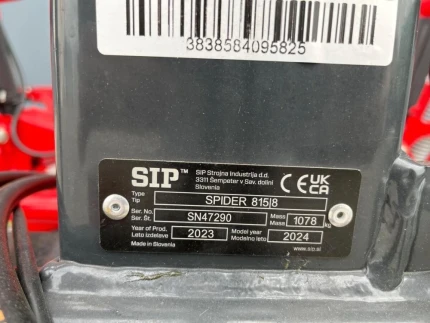 3838584095825
SIP™
SIP Strojna Industrija d.d.
3311 Šempeter v Sav. dolini
Slovenia
CE UK CA
Type
Tip
SPIDER 815|8
Ser. No.
Ser. Št.
SN47290
Mass
Masa
1078 kg
Year of Prod.
Leto izdelave
2023
Model year
Modelno leto
2024
Made in Slovenia
www.sip.si